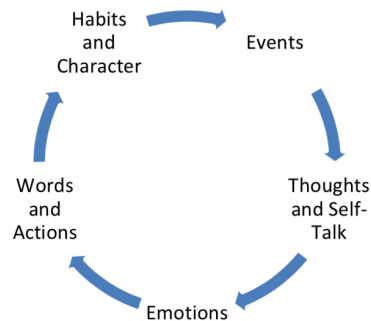 Habits
and
Character
Events
Thoughts
and Self-
Talk
Emotions
Words
and
Actions